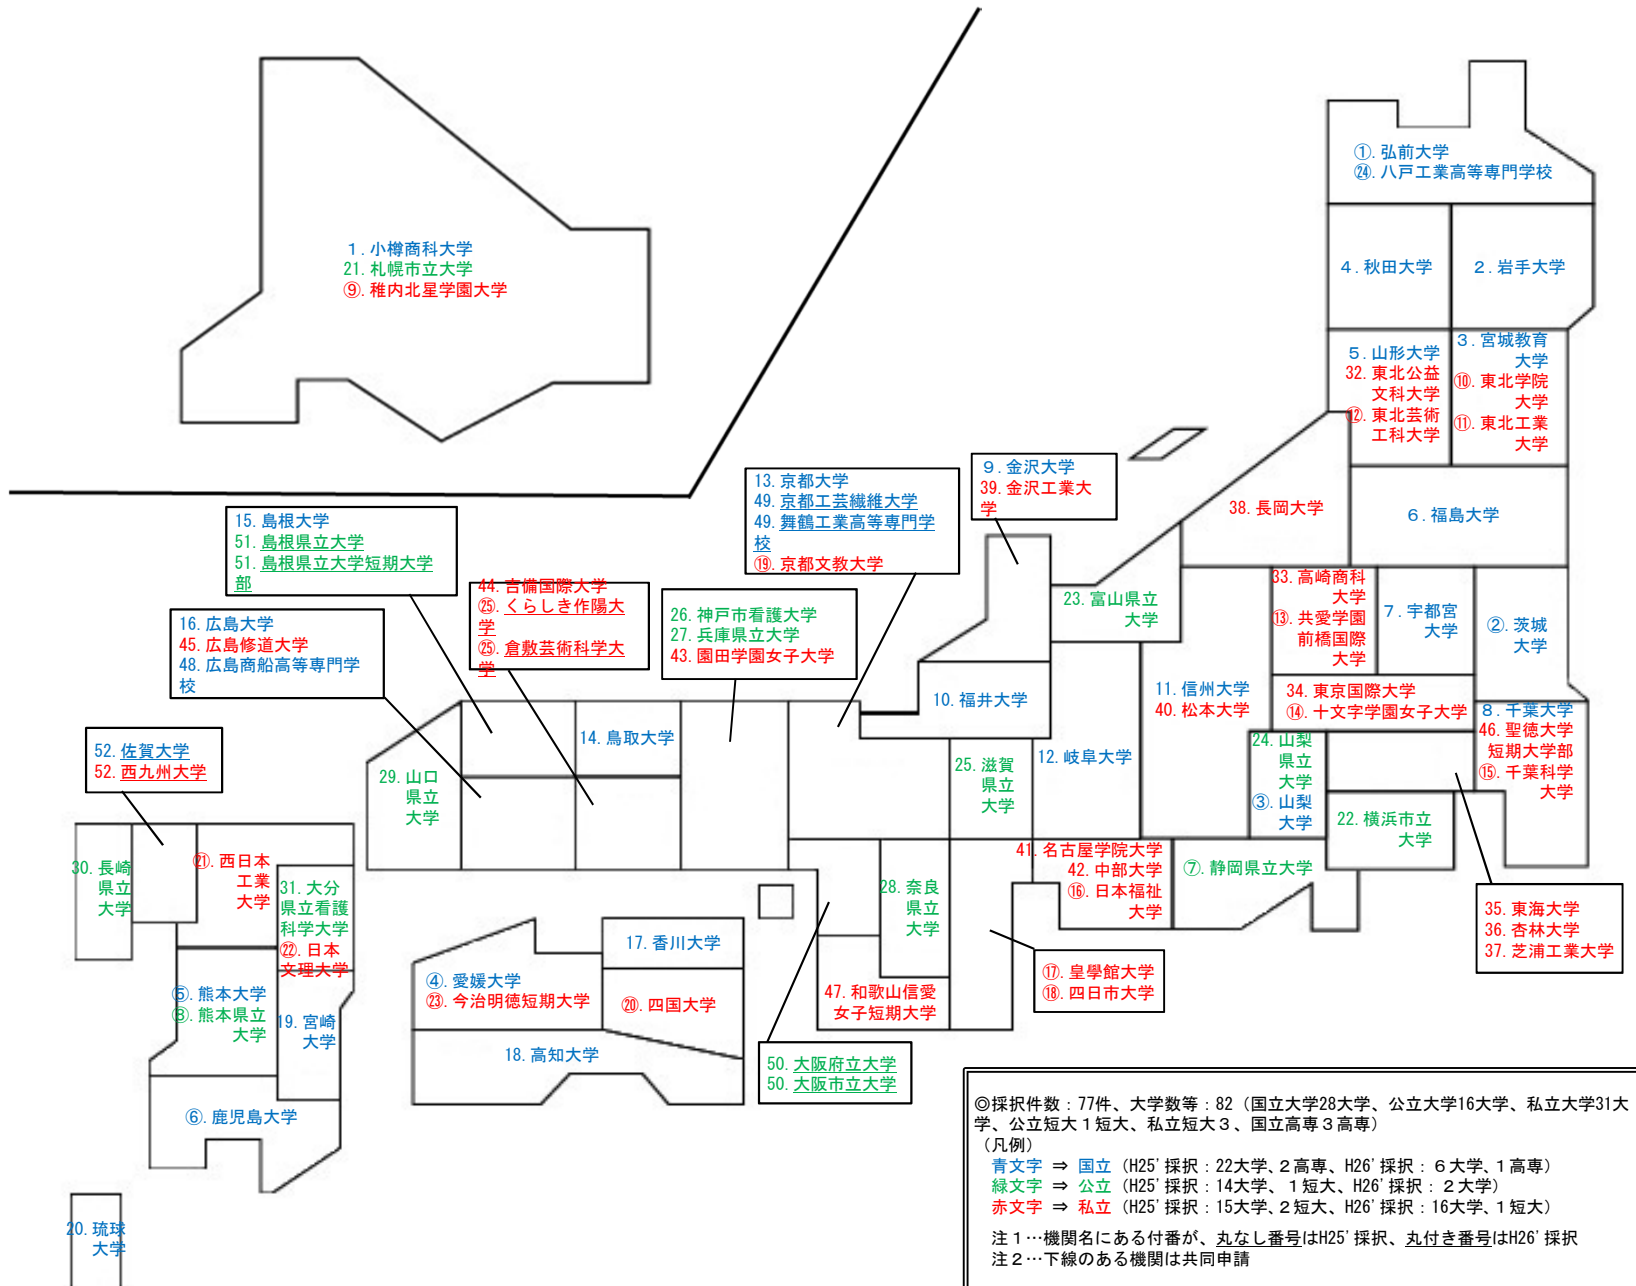 １. 小樽商科大学
21. 札幌市立大学
⑨. 稚内北星学園大学
①. 弘前大学
㉔. 八戸工業高等専門学校
４. 秋田大学
２. 岩手大学
５. 山形大学
32. 東北公益
文科大学
⑫. 東北芸術
工科大学
３. 宮城教育
大学
⑩. 東北学院
大学
⑪. 東北工業
大学
38. 長岡大学
６. 福島大学
９. 金沢大学
39. 金沢工業大
学
13. 京都大学
49. 京都工芸繊維大学
49. 舞鶴工業高等専門学
校
⑲. 京都文教大学
15. 島根大学
51. 島根県立大学
51. 島根県立大学短期大学
部
44. 吉備国際大学
㉕. くらしき作陽大
学
㉕. 倉敷芸術科学大
学
26. 神戸市看護大学
27. 兵庫県立大学
43. 園田学園女子大学
16. 広島大学
45. 広島修道大学
48. 広島商船高等専門学
校
23. 富山県立
大学
33. 高崎商科
大学
⑬. 共愛学園
前橋国際
大学
７. 宇都宮
大学
②. 茨城
大学
10. 福井大学
11. 信州大学
40. 松本大学
34. 東京国際大学
⑭. 十文字学園女子大学
８. 千葉大学
46. 聖徳大学
短期大学部
⑮. 千葉科学
大学
14. 鳥取大学
12. 岐阜大学
24. 山梨
県立
大学
③. 山梨
大学
52. 佐賀大学
52. 西九州大学
29. 山口
県立
大学
25. 滋賀
県立
大学
22. 横浜市立
大学
30. 長崎
県立
大学
㉑. 西日本
工業
大学
31. 大分
県立看護
科学大学
㉒. 日本
文理大学
28. 奈良
県立
大学
41. 名古屋学院大学
42. 中部大学
⑯. 日本福祉
大学
⑦. 静岡県立大学
35. 東海大学
36. 杏林大学
37. 芝浦工業大学
17. 香川大学
④. 愛媛大学
㉓. 今治明徳短期大学
⑳. 四国大学
47. 和歌山信愛
女子短期大学
⑰. 皇學館大学
⑱. 四日市大学
⑤. 熊本大学
⑧. 熊本県立
大学
19. 宮崎
大学
18. 高知大学
50. 大阪府立大学
50. 大阪市立大学
⑥. 鹿児島大学
20. 琉球
大学
◎採択件数：77件、大学数等：82（国立大学28大学、公立大学16大学、私立大学31大
学、公立短大１短大、私立短大３、国立高専３高専）
（凡例）
青文字 ⇒ 国立（H25’採択：22大学、２高専、H26’採択：６大学、１高専）
緑文字 ⇒ 公立（H25’採択：14大学、１短大、H26’採択：２大学）
赤文字 ⇒ 私立（H25’採択：15大学、２短大、H26’採択：16大学、１短大）
注１…機関名にある付番が、丸なし番号はH25’採択、丸付き番号はH26’採択
注２…下線のある機関は共同申請